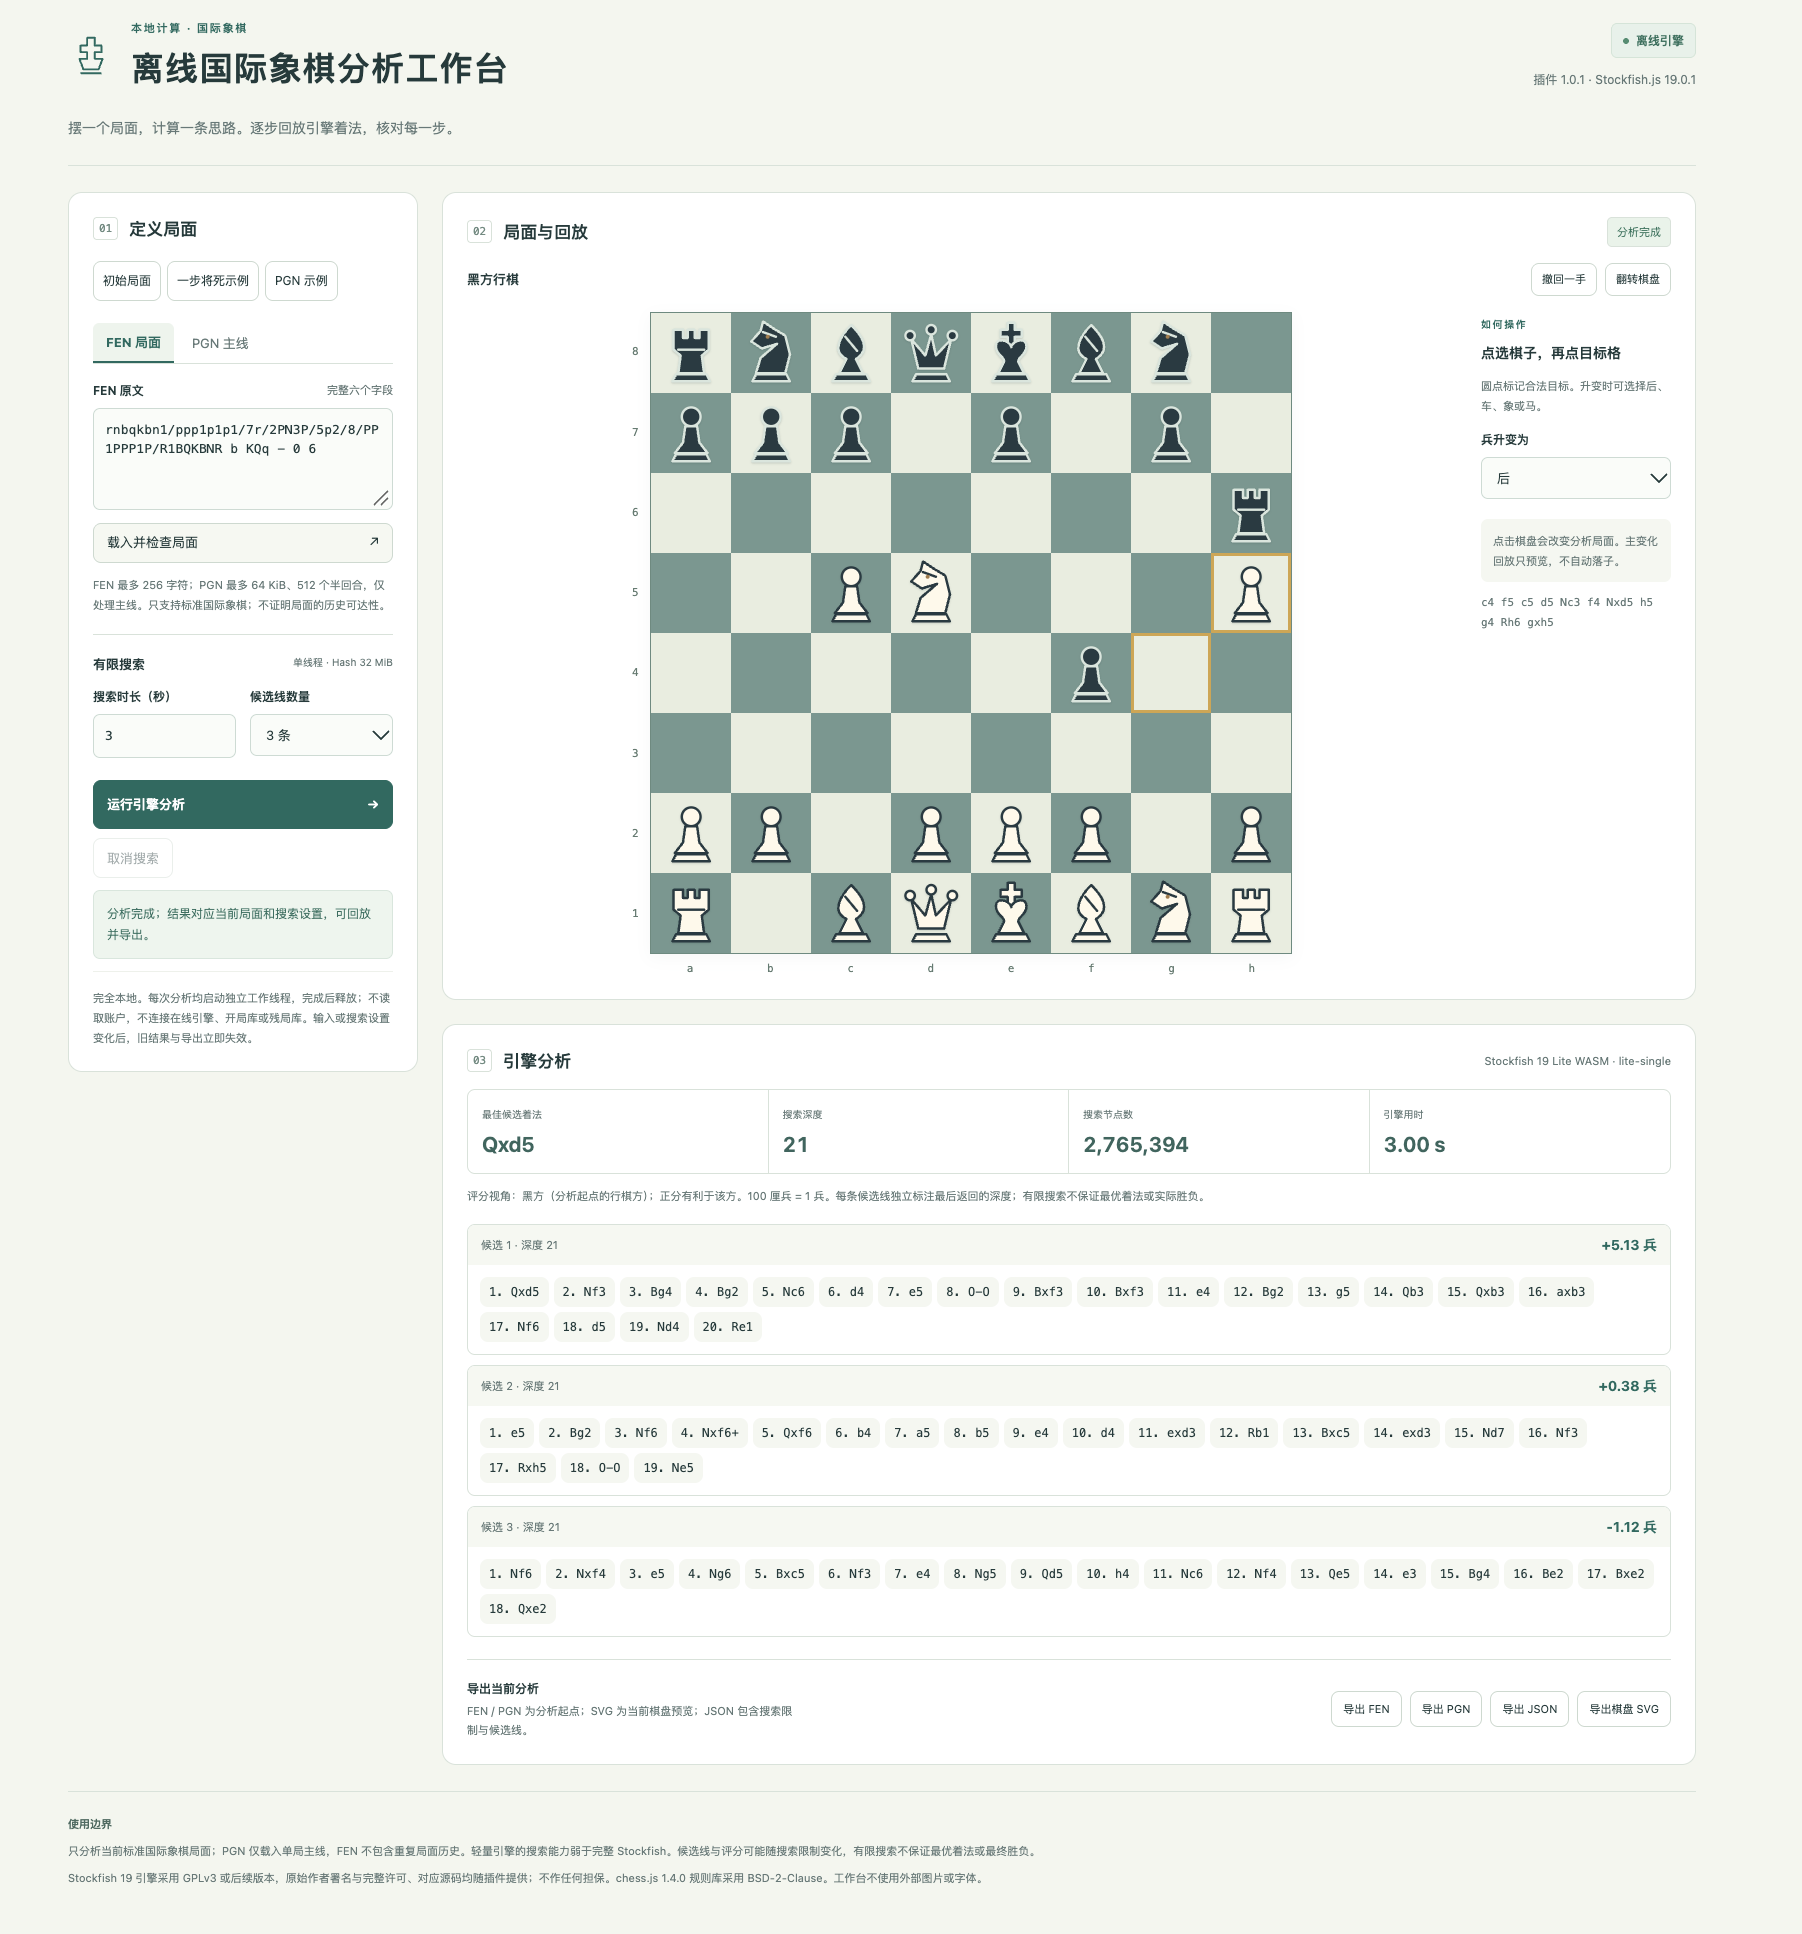 本地计算 · 国际象棋
离线国际象棋分析工作台
离线引擎
插件 1.0.1 · Stockfish.js 19.0.1
摆一个局面，计算一条思路。逐步回放引擎着法，核对每一步。
01 定义局面
初始局面 一步将死示例 PGN 示例
FEN 局面 PGN 主线
FEN 原文 完整六个字段
rnbqkbn1/ppp1p1p1/7r/2PN3P/5p2/8/PP
1PPP1P/R1BQKBNR b KQq - 0 6
载入并检查局面
FEN 最多 256 字符；PGN 最多 64 KiB、512 个半回合，仅
处理主线。只支持标准国际象棋；不证明局面的历史可达性。
有限搜索 单线程 · Hash 32 MiB
搜索时长（秒） 候选线数量
3 3 条
运行引擎分析
取消搜索
分析完成；结果对应当前局面和搜索设置，可回放
并导出。
完全本地。每次分析均启动独立工作线程，完成后释放；不读
取账户，不连接在线引擎、开局库或残局库。输入或搜索设置
变化后，旧结果与导出立即失效。
02 局面与回放 分析完成
黑方行棋 撤回一手 翻转棋盘
8
7
6
5
4
3
2
1
a b c d e f g h
如何操作
点选棋子，再点目标格
圆点标记合法目标。升变时可选择后、
车、象或马。
兵升变为
后
点击棋盘会改变分析局面。主变化
回放只预览，不自动落子。
c4 f5 c5 d5 Nc3 f4 Nxd5 h5
g4 Rh6 gxh5
03 引擎分析 Stockfish 19 Lite WASM · lite-single
最佳候选着法 搜索深度 搜索节点数 引擎用时
Qxd5 21 2,765,394 3.00 s
评分视角：黑方（分析起点的行棋方）；正分有利于该方。100 厘兵 = 1 兵。每条候选线独立标注最后返回的深度；有限搜索不保证最优着法或实际胜负。
候选 1 · 深度 21 +5.13 兵
1. Qxd5 2. Nf3 3. Bg4 4. Bg2 5. Nc6 6. d4 7. e5 8. O-O 9. Bxf3 10. Bxf3 11. e4 12. Bg2 13. g5 14. Qb3 15. Qxb3 16. axb3
17. Nf6 18. d5 19. Nd4 20. Re1
候选 2 · 深度 21 +0.38 兵
1. e5 2. Bg2 3. Nf6 4. Nxf6+ 5. Qxf6 6. b4 7. a5 8. b5 9. e4 10. d4 11. exd3 12. Rb1 13. Bxc5 14. exd3 15. Nd7 16. Nf3
17. Rxh5 18. O-O 19. Ne5
候选 3 · 深度 21 -1.12 兵
1. Nf6 2. Nxf4 3. e5 4. Ng6 5. Bxc5 6. Nf3 7. e4 8. Ng5 9. Qd5 10. h4 11. Nc6 12. Nf4 13. Qe5 14. e3 15. Bg4 16. Be2 17. Bxe2
18. Qxe2
导出当前分析
FEN / PGN 为分析起点；SVG 为当前棋盘预览；JSON 包含搜索限
制与候选线。
导出 FEN 导出 PGN 导出 JSON 导出棋盘 SVG
使用边界
只分析当前标准国际象棋局面；PGN 仅载入单局主线，FEN 不包含重复局面历史。轻量引擎的搜索能力弱于完整 Stockfish。候选线与评分可能随搜索限制变化，有限搜索不保证最优着法或最终胜负。
Stockfish 19 引擎采用 GPLv3 或后续版本，原始作者署名与完整许可、对应源码均随插件提供；不作任何担保。chess.js 1.4.0 规则库采用 BSD-2-Clause。工作台不使用外部图片或字体。